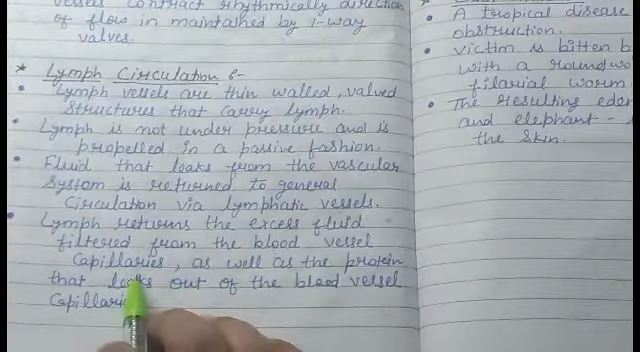 vessels contract rhythmically direction
of flow in maintained by 1-way
valves.
* Lymph Circulation :-
• Lymph vessels are thin walled, valved
structures that carry lymph.
• Lymph is not under pressure and is
propelled in a passive fashion.
• Fluid that leaks from the vascular
system is returned to general
Circulation via lymphatic vessels.
• Lymph returns the excess fluid
filtered from the blood vessel
Capillaries, as well as the protein
that leaks out of the blood vessel
• A tropical disease
obstruction.
• Victim is bitten b
with a roundwo
filarial worm
• The resulting ede
and elephant-
the skin.